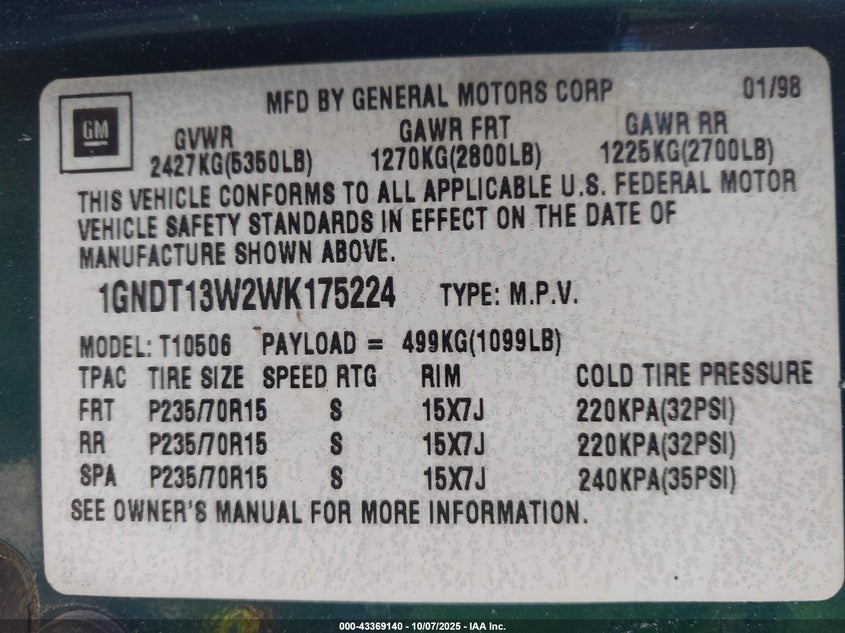 MFD BY GENERAL MOTORS CORP 01/98
GM
GVWR GAWR FRT GAWR RR
2427KG(5350LB) 1270KG(2800LB) 1225KG(2700LB)
THIS VEHICLE CONFORMS TO ALL APPLICABLE U.S. FEDERAL MOTOR
VEHICLE SAFETY STANDARDS IN EFFECT ON THE DATE OF
MANUFACTURE SHOWN ABOVE.
1GNDT13W2WK175224 TYPE: M.P.V.
MODEL: T10506 PAYLOAD = 499KG(1099LB)
TPAC TIRE SIZE SPEED RTG RIM COLD TIRE PRESSURE
FRT P235/70R15 S 15X7J 220KPA(32PSI)
RR P235/70R15 S 15X7J 220KPA(32PSI)
SPA P235/70R15 S 15X7J 240KPA(35PSI)
SEE OWNER'S MANUAL FOR MORE INFORMATION.
000-43369140 - 10/07/2025 - IAA Inc.